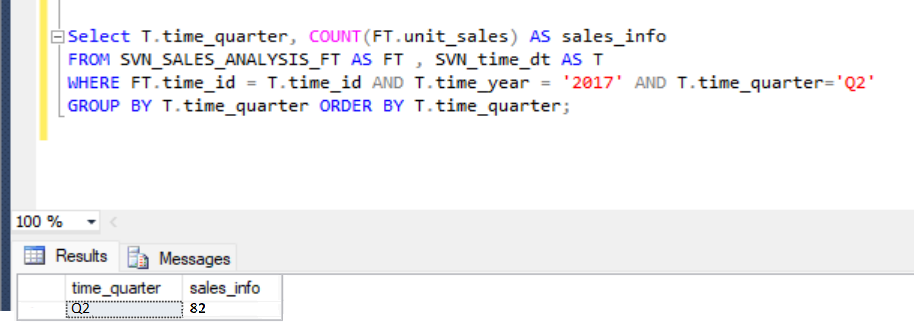 Select T.time_quarter, COUNT(FT.unit_sales) AS sales_info
FROM SVN_SALES_ANALYSIS_FT AS FT , SVN_time_dt AS T
WHERE FT.time_id = T.time_id AND T.time_year = '2017' AND T.time_quarter='Q2'
GROUP BY T.time_quarter ORDER BY T.time_quarter;
100 %
Results Messages
time_quarter sales_info
Q2 82